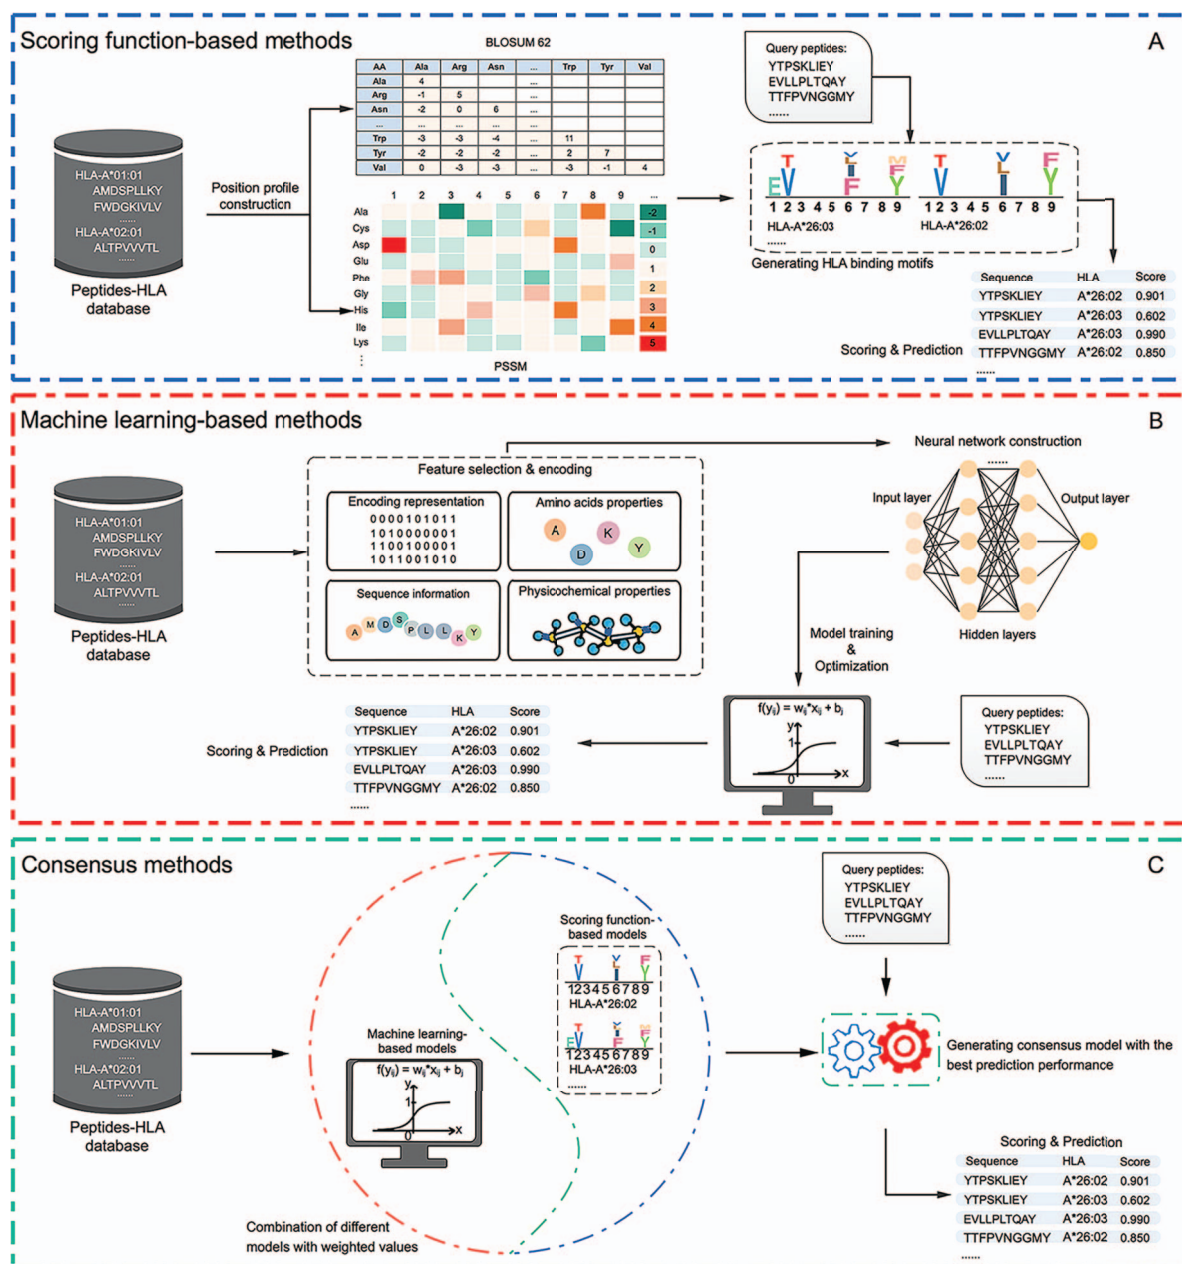 Scoring function-based methods
A
HLA-A*01:01
AMDSPLLKY
FWDGKIVLV
......
HLA-A*02:01
ALTPVVVTL
......
Peptides-HLA
database
Position profile
construction
BLOSUM 62
AA Ala Arg Asn ... Trp Tyr Val
Ala 4 ...
Arg -1 5 ...
Asn -2 0 6 ...
... ... ... ... ...
Trp -3 -3 -4 ... 11
Tyr -2 -2 -2 ... 2 7
Val 0 -3 -3 ... -3 -1 4
1 2 3 4 5 6 7 8 9 ...
Ala -2
Cys -1
Asp 0
Glu 1
Phe 2
Gly 3
His 4
Ile 5
Lys
⋮
PSSM
Query peptides:
YTPSKLIEY
EVLLPLTQAY
TTFPVNGGMY
......
1 2 3 4 5 6 7 8 9
HLA-A*26:03
......
1 2 3 4 5 6 7 8 9
HLA-A*26:02
Generating HLA binding motifs
Sequence HLA Score
YTPSKLIEY A*26:02 0.901
YTPSKLIEY A*26:03 0.602
EVLLPLTQAY A*26:03 0.990
TTFPVNGGMY A*26:02 0.850
......
Scoring & Prediction
Machine learning-based methods
B
HLA-A*01:01
AMDSPLLKY
FWDGKIVLV
......
HLA-A*02:01
ALTPVVVTL
......
Peptides-HLA
database
Feature selection & encoding
Encoding representation
0000101011
1010000001
1100100001
1011001010
Amino acids properties
A D K Y
Sequence information
A M D S P L L K Y
Physicochemical properties
Neural network construction
......
Input layer
Output layer
Hidden layers
Model training
&
Optimization
f(yij) = wij*xij + bj
y
1
0
x
Query peptides:
YTPSKLIEY
EVLLPLTQAY
TTFPVNGGMY
......
Scoring & Prediction
Sequence HLA Score
YTPSKLIEY A*26:02 0.901
YTPSKLIEY A*26:03 0.602
EVLLPLTQAY A*26:03 0.990
TTFPVNGGMY A*26:02 0.850
......
Consensus methods
C
HLA-A*01:01
AMDSPLLKY
FWDGKIVLV
......
HLA-A*02:01
ALTPVVVTL
......
Peptides-HLA
database
Machine learning-
based models
f(yij) = wij*xij + bj
y
1
0
x
Scoring function-
based models
123456789
HLA-A*26:02
123456789
HLA-A*26:03
......
Combination of different
models with weighted values
Query peptides:
YTPSKLIEY
EVLLPLTQAY
TTFPVNGGMY
......
Generating consensus model with the
best prediction performance
Scoring & Prediction
Sequence HLA Score
YTPSKLIEY A*26:02 0.901
YTPSKLIEY A*26:03 0.602
EVLLPLTQAY A*26:03 0.990
TTFPVNGGMY A*26:02 0.850
......